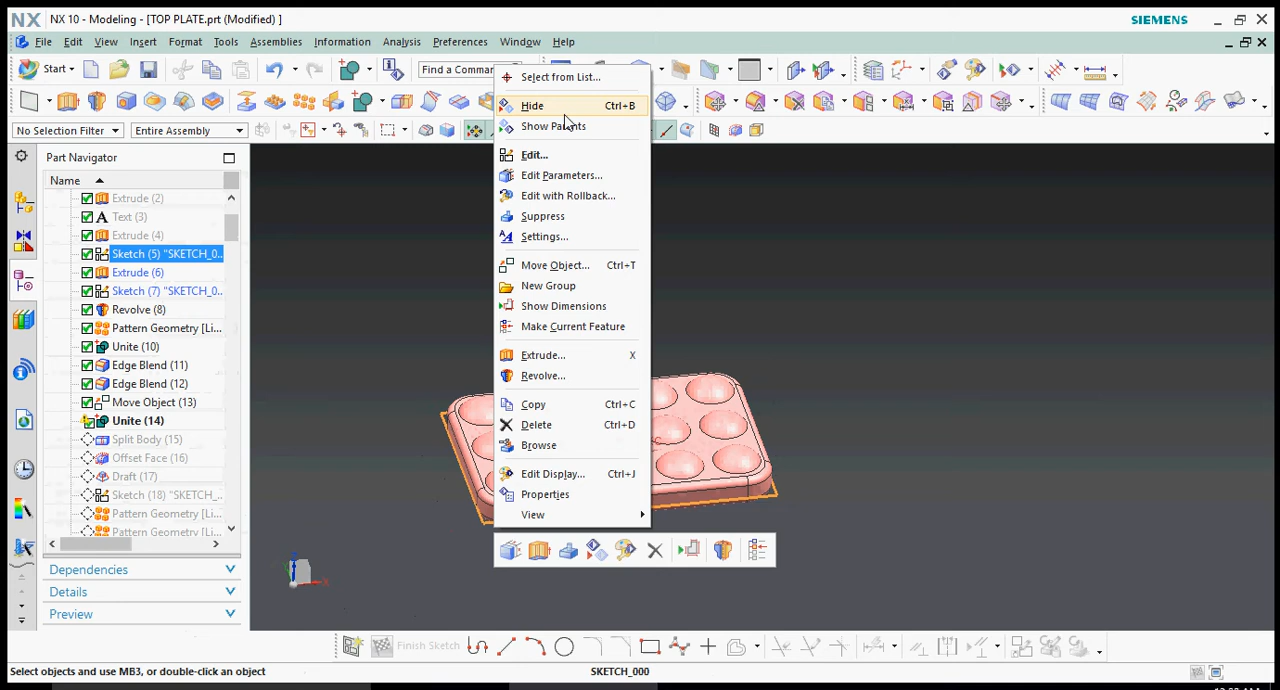 NX NX 10 - Modeling - [TOP PLATE.prt (Modified) ] SIEMENS
File Edit View Insert Format Tools Assemblies Information Analysis Preferences Window Help
Start Find a Comma
Select from List...
Hide Ctrl+B
Show Parents
Edit...
Edit Parameters...
Edit with Rollback...
Suppress
Settings...
Move Object... Ctrl+T
New Group
Show Dimensions
Make Current Feature
Extrude... X
Revolve...
Copy Ctrl+C
Delete Ctrl+D
Browse
Edit Display... Ctrl+J
Properties
View
No Selection Filter Entire Assembly
Part Navigator
Name
Extrude (2)
Text (3)
Extrude (4)
Sketch (5) "SKETCH_0...
Extrude (6)
Sketch (7) "SKETCH_0...
Revolve (8)
Pattern Geometry [Li...
Unite (10)
Edge Blend (11)
Edge Blend (12)
Move Object (13)
Unite (14)
Split Body (15)
Offset Face (16)
Draft (17)
Sketch (18) "SKETCH_...
Pattern Geometry [Li...
Pattern Geometry [Li...
Dependencies
Details
Preview
Finish Sketch
Select objects and use MB3, or double-click an object SKETCH_000